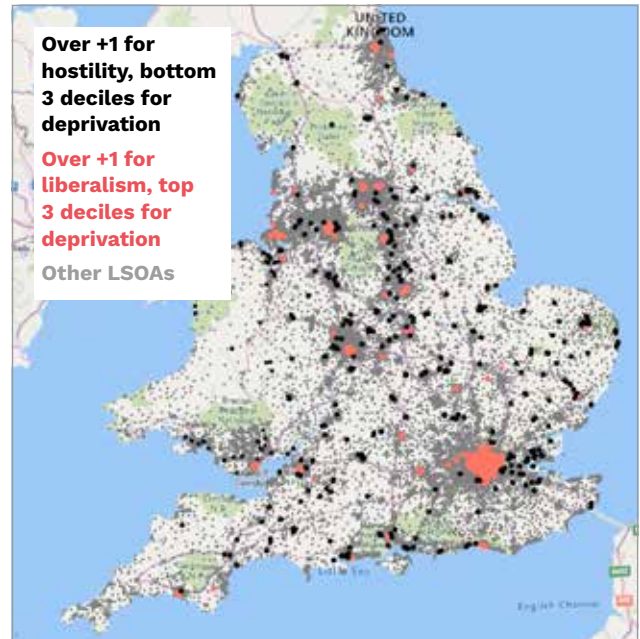 UNITED
KINGDOM
Over +1 for
hostility, bottom
3 deciles for
deprivation
Over +1 for
liberalism, top
3 deciles for
deprivation
Other LSOAs
English Channel